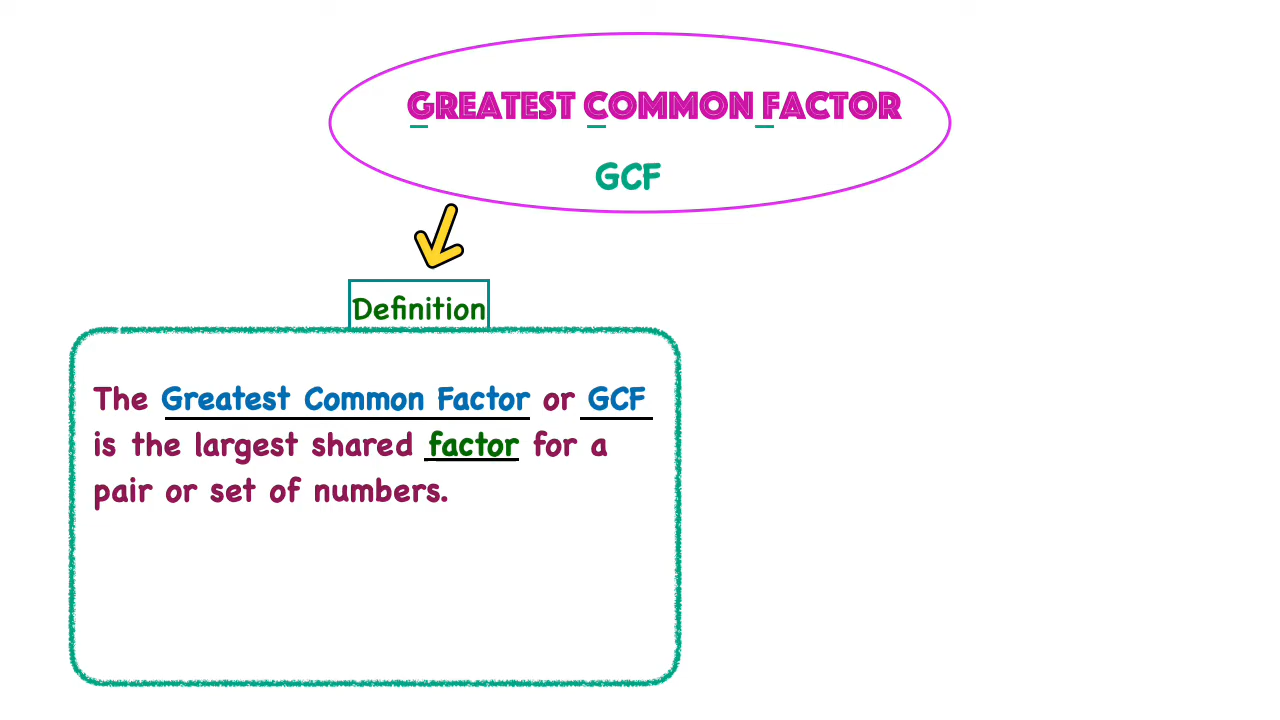 GREATEST COMMON FACTOR
GCF
Definition
The Greatest Common Factor or GCF
is the largest shared factor for a
pair or set of numbers.